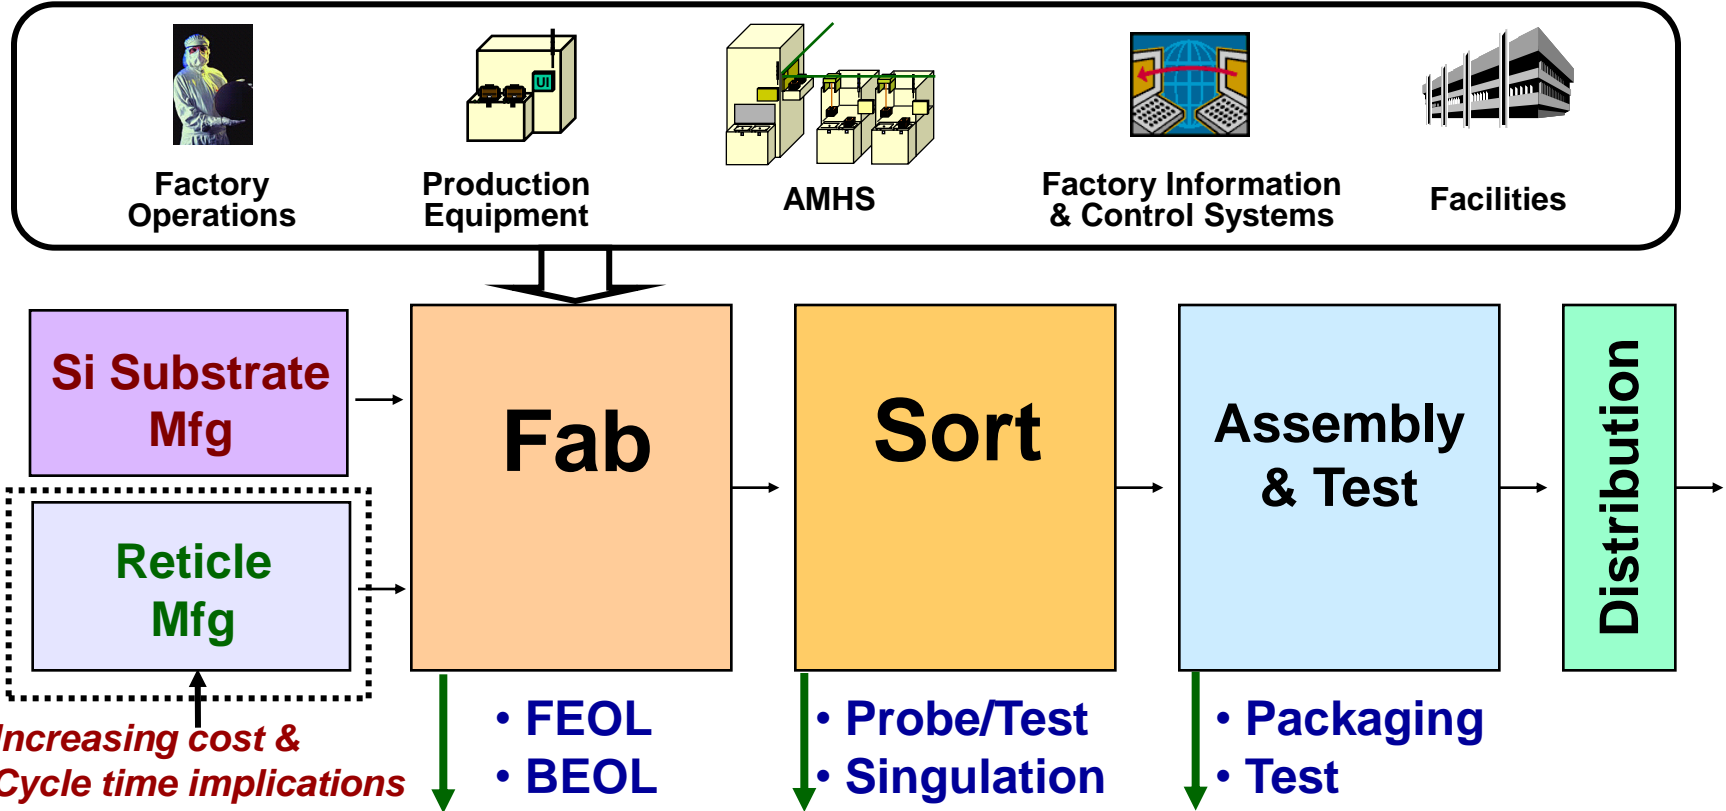 UI
Factory
Operations
Production
Equipment
AMHS
Factory Information
& Control Systems
Facilities
Si Substrate
Mfg
Reticle
Mfg
Increasing cost &
Cycle time implications
Fab
• FEOL
• BEOL
Sort
• Probe/Test
• Singulation
Assembly
& Test
• Packaging
• Test
Distribution